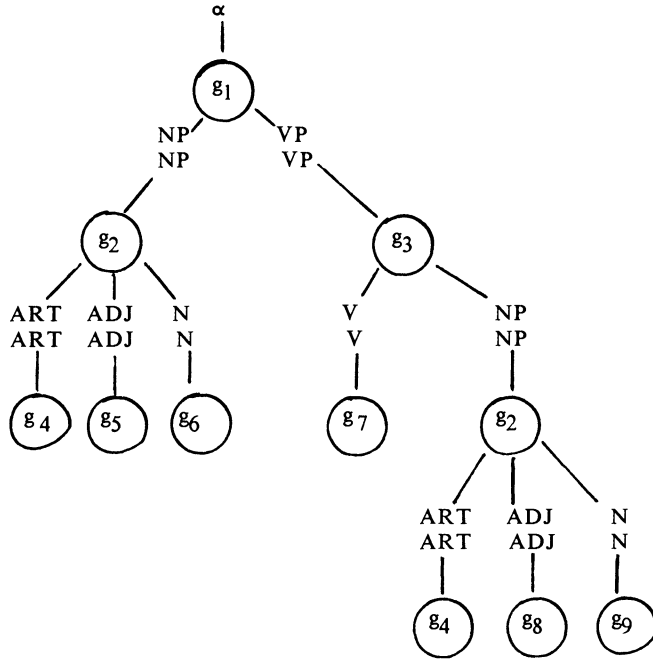 α
g1
NP VP
NP VP
g2 g3
ART ADJ N V NP
ART ADJ N V NP
g4 g5 g6 g7 g2
ART ADJ N
ART ADJ N
g4 g8 g9